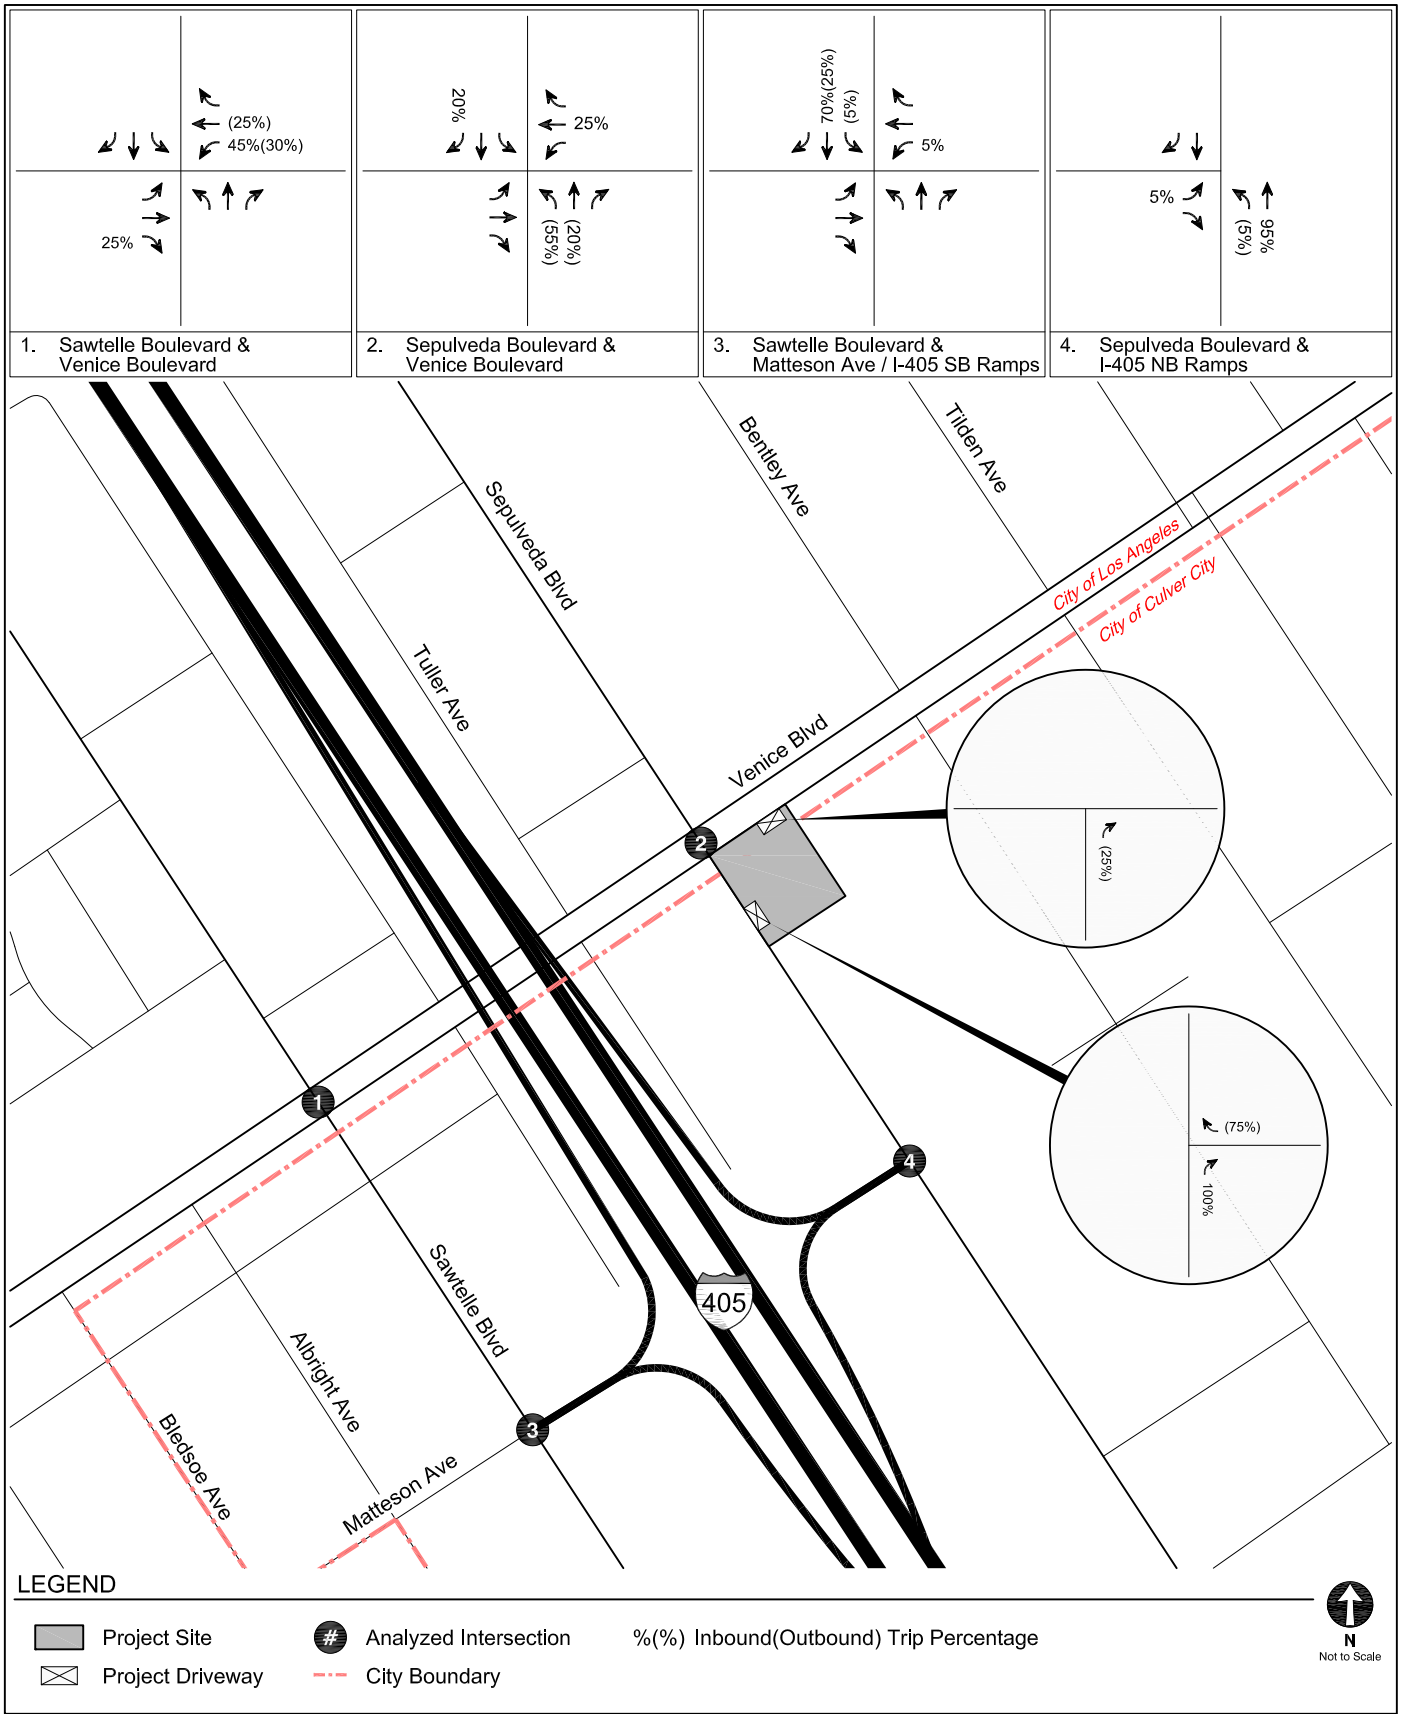 (25%)
45%(30%)
25%
1. Sawtelle Boulevard &
Venice Boulevard
20%
25%
(55%)
(20%)
2. Sepulveda Boulevard &
Venice Boulevard
70%(25%)
(5%)
5%
3. Sawtelle Boulevard &
Matteson Ave / I-405 SB Ramps
5%
(5%)
95%
4. Sepulveda Boulevard &
I-405 NB Ramps
Sepulveda Blvd
Bentley Ave
Tilden Ave
City of Los Angeles
City of Culver City
Tuller Ave
Venice Blvd
2
(25%)
1
4
(75%)
100%
Sawtelle Blvd
405
Albright Ave
3
Bledsoe Ave
Matteson Ave
LEGEND
Project Site
# Analyzed Intersection
%(%) Inbound(Outbound) Trip Percentage
Project Driveway
City Boundary
N
Not to Scale